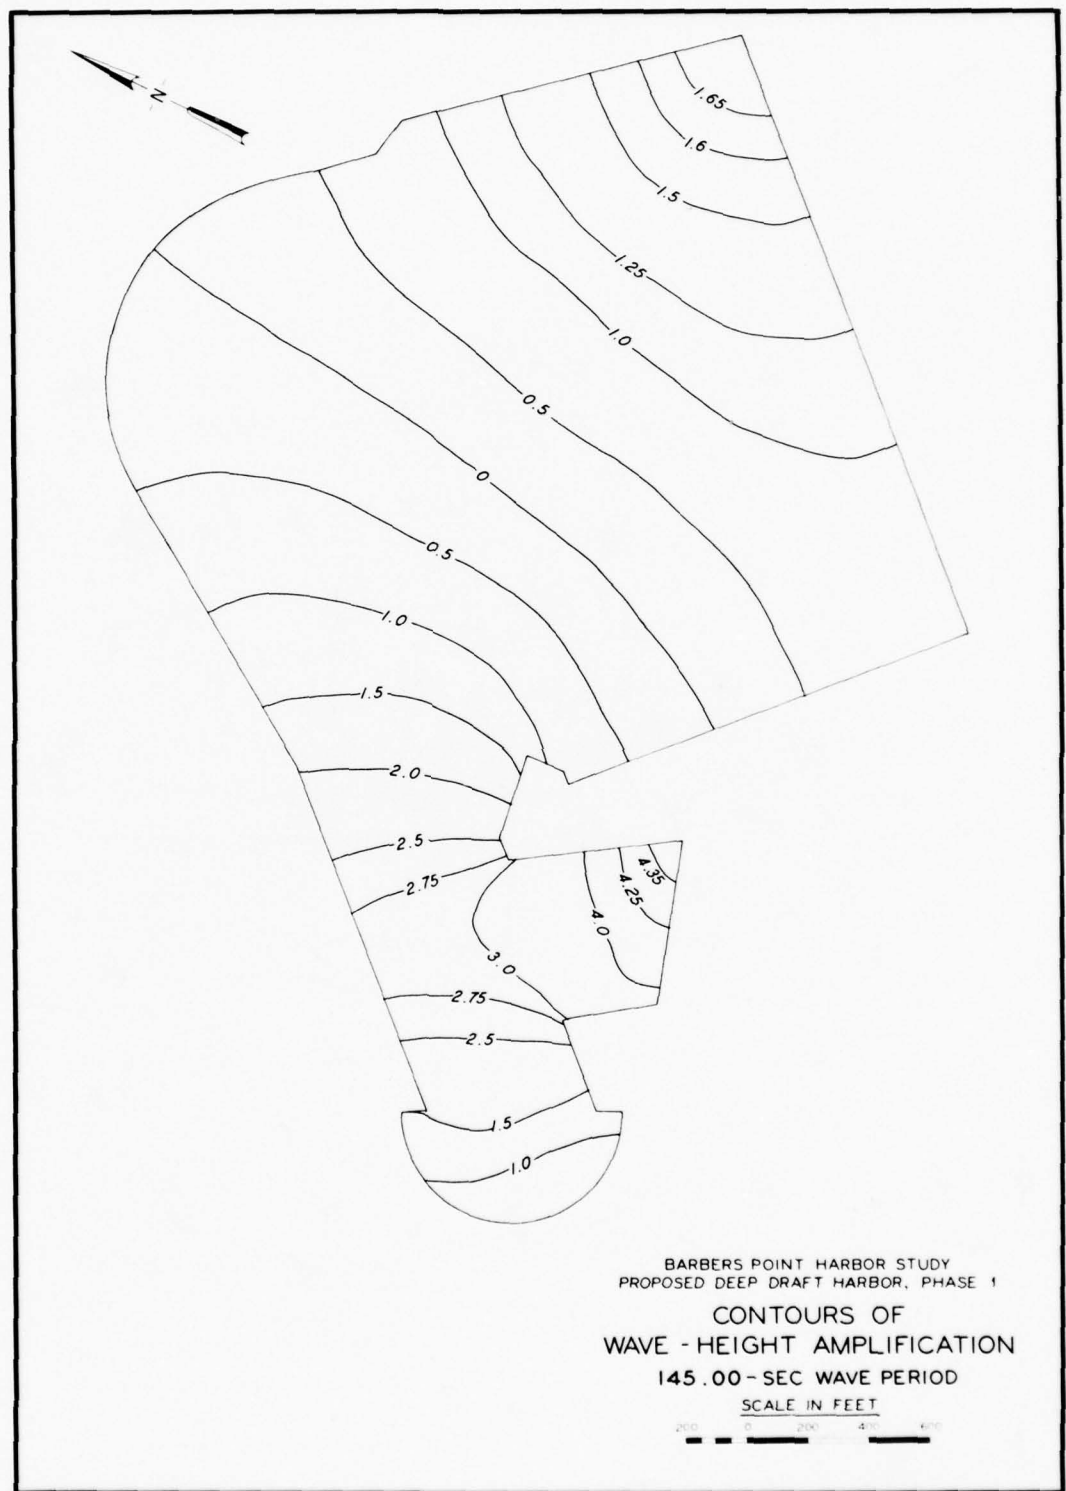 N
1.65
1.6
1.5
1.25
1.0
0.5
0
0.5
1.0
1.5
2.0
2.5
2.75
4.35
4.25
4.0
3.0
2.75
2.5
1.5
1.0
BARBERS POINT HARBOR STUDY
PROPOSED DEEP DRAFT HARBOR, PHASE 1
CONTOURS OF
WAVE - HEIGHT AMPLIFICATION
145.00 - SEC WAVE PERIOD
SCALE IN FEET
200 0 200 400 600